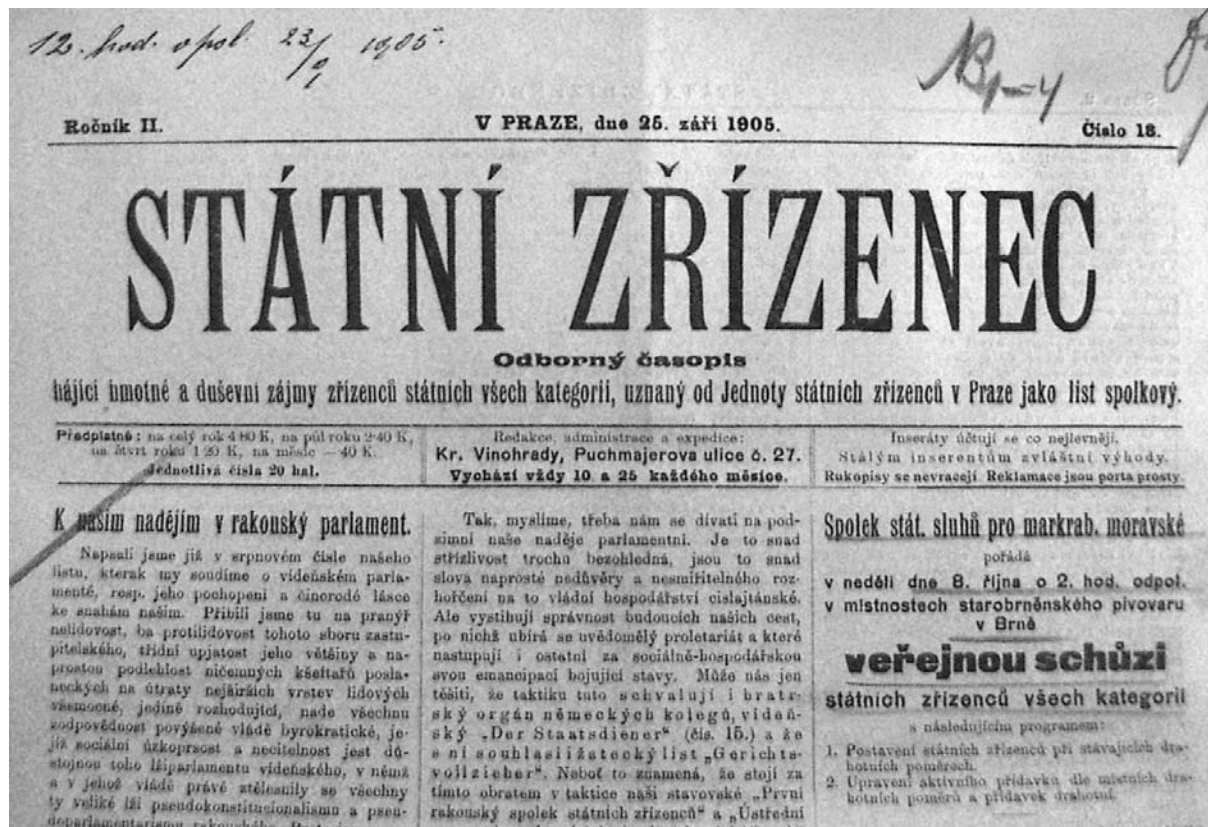 12. hod. opol. 23/9 1905.
Ročník II.
V PRAZE, dne 25. září 1905.
Číslo 18.
STÁTNÍ ZŘÍZENEC
Odborný časopis
hájící hmotné a duševní zájmy zřízenců státních všech kategorií, uznaný od Jednoty státních zřízenců v Praze jako list spolkový.
Předplatné: na celý rok 4·80 K, na půl roku 2·40 K,
na čtvrt roku 1·20 K, na měsíc —·40 K.
Jednotlivá čísla 20 hal.
Redakce, administrace a expedice:
Kr. Vinohrady, Puchmajerova ulice č. 27.
Vychází vždy 10. a 25. každého měsíce.
Inseráty účtují se co nejlevněji.
Stálým inserentům zvláštní výhody.
Rukopisy se nevracejí. Reklamace jsou porta prosty.
K našim nadějím v rakouský parlament.
Napsali jsme již v srpnovém čísle našeho
listu, kterak my soudíme o vídeňském parla-
mentě, resp. jeho pochopení a činorodé lásce
ke snahám našim. Přibili jsme tu na pranýř
nelidovost, ba protilidovost tohoto sboru zastu-
pitelského, třídní upjatost jeho většiny a na-
prostou podlehlost ničemných kšeftařů posla-
neckých na útraty nejširších vrstev lidových
všemocné, jedině rozhodující, nade všechnu
zodpovědnost povýšené vládě byrokratické, je-
jíž sociální úzkoprsost a necitelnost jest dů-
stojnou toho lžiparlamentu vídeňského, v němž
a v jehož vládě právě ztělesnily se všechny
ty veliké lži pseudokonstitucionalismu a pseu-
doparlamentarismu rakouského.
Tak, myslíme, třeba nám se dívati na pod-
zimní naše naděje parlamentní. Je to snad
střízlivost trochu bezohledná, jsou to snad
slova naprosté nedůvěry a nesmiřitelného roz-
hořčení na to vládní hospodářství cislajtánské.
Ale vystihují správnost budoucích našich cest,
po nichž ubírá se uvědomělý proletariát a které
nastupují i ostatní za sociálně-hospodářskou
svou emancipaci bojující stavy. Může nás jen
těšiti, že taktiku tuto schvalují i bratr-
ský orgán německých kolegů, vídeň-
ský „Der Staatsdiener“ (čís. 15.) a že
s ní souhlasí i žatecký list „Gerichts-
vollzieher“. Neboť to znamená, že stojí za
tímto obratem v taktice naší stavovské „První
rakouský spolek státních zřízenců“ a „Ústřední
Spolek stát. sluhů pro markrab. moravské
pořádá
v neděli dne 8. října o 2. hod. odpol.
v místnostech starobrněnského pivovaru
v Brně
veřejnou schůzi
státních zřízenců všech kategorií
s následujícím programem:
1. Postavení státních zřízenců při stávajících dra-
hotních poměrech.
2. Upravení aktivního přídavku dle místních dra-
hotních poměrů a přídavek drahotní.